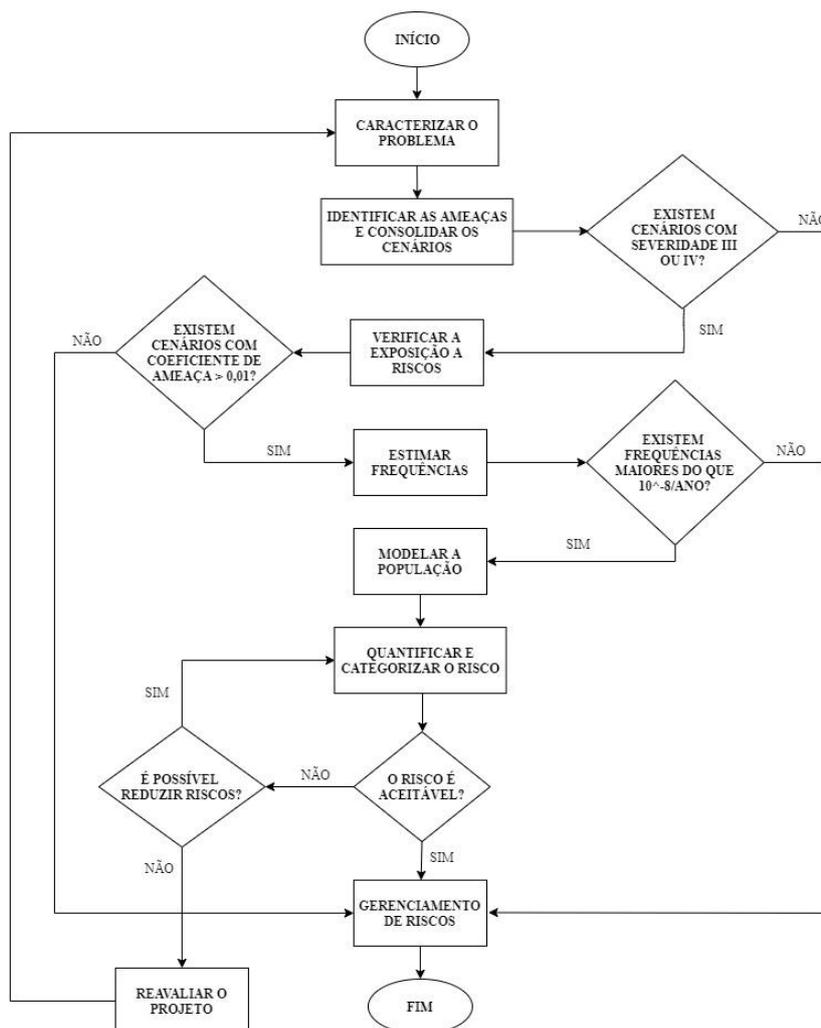 INÍCIO
CARACTERIZAR O
PROBLEMA
IDENTIFICAR AS AMEAÇAS
E CONSOLIDAR OS
CENÁRIOS
EXISTEM
CENÁRIOS COM
SEVERIDADE III
OU IV?
NÃO
SIM
VERIFICAR A
EXPOSIÇÃO A
RISCOS
EXISTEM
CENÁRIOS COM
COEFICIENTE DE
AMEAÇA > 0,01?
NÃO
SIM
ESTIMAR
FREQUÊNCIAS
EXISTEM
FREQUÊNCIAS
MAIORES DO QUE
10^-8/ANO?
NÃO
SIM
MODELAR A
POPULAÇÃO
QUANTIFICAR E
CATEGORIZAR O RISCO
SIM
É POSSÍVEL
REDUZIR RISCOS?
NÃO
O RISCO É
ACEITÁVEL?
NÃO
SIM
GERENCIAMENTO
DE RISCOS
REAVALIAR O
PROJETO
FIM